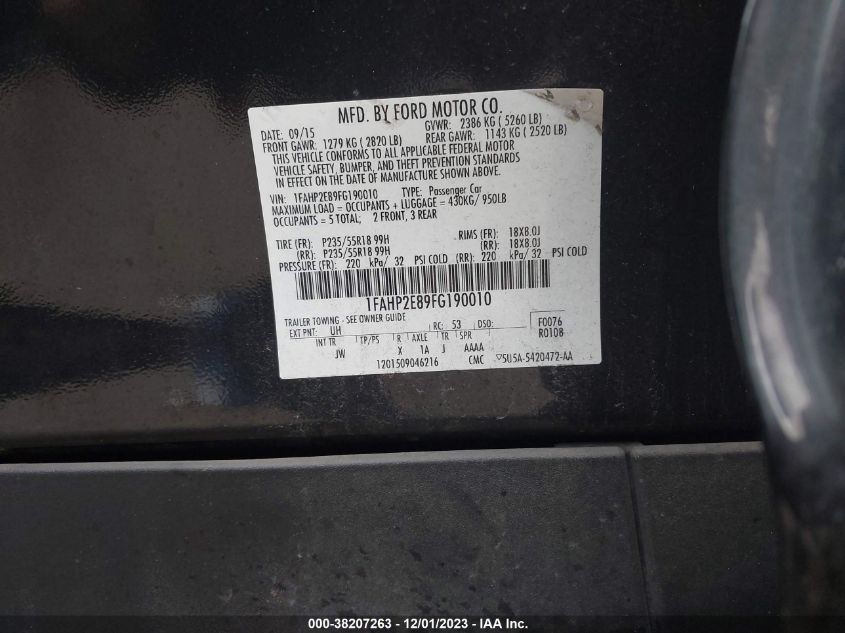 MFD. BY FORD MOTOR CO.
DATE: 09/15 GVWR: 2386 KG ( 5260 LB)
FRONT GAWR: 1279 KG ( 2820 LB) REAR GAWR: 1143 KG ( 2520 LB)
THIS VEHICLE CONFORMS TO ALL APPLICABLE FEDERAL MOTOR
VEHICLE SAFETY, BUMPER, AND THEFT PREVENTION STANDARDS
IN EFFECT ON THE DATE OF MANUFACTURE SHOWN ABOVE.
VIN: 1FAHP2E89FG190010 TYPE: Passenger Car
MAXIMUM LOAD = OCCUPANTS + LUGGAGE = 430KG/ 950LB
OCCUPANTS = 5 TOTAL; 2 FRONT, 3 REAR
TIRE (FR): P235/55R18 99H RIMS (FR): 18X8.0J
(RR): P235/55R18 99H (RR): 18X8.0J
PRESSURE (FR): 220 kPa/ 32 PSI COLD (RR): 220 kPa/ 32 PSI COLD
1FAHP2E89FG190010
TRAILER TOWING - SEE OWNER GUIDE
EXT PNT: UH RC: 53 DSO: F0076
INT TR TP/PS R AXLE TR SPR R0108
JW X 1A J AAAA
1201509046216 CMC ▽5U5A-5420472-AA
000-38207263 - 12/01/2023 - IAA Inc.